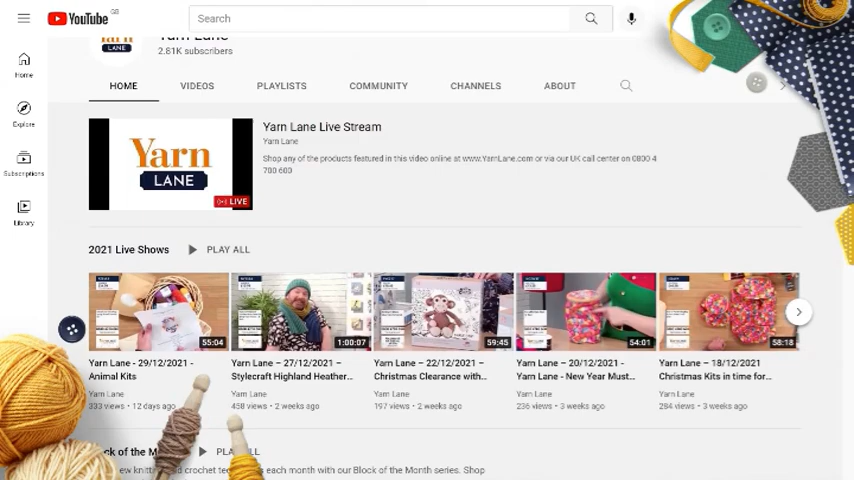 YouTube GB
Search
Home
Explore
Subscriptions
Library
Yarn Lane
2.81K subscribers
HOME VIDEOS PLAYLISTS COMMUNITY CHANNELS ABOUT
Yarn
LANE
LIVE
Yarn Lane Live Stream
Yarn Lane
Shop any of the products featured in this video online at www.YarnLane.com or via our UK call center on 0800 4
700 600
2021 Live Shows PLAY ALL
55:04
1:00:07
59:45
54:01
58:18
Yarn Lane - 29/12/2021 -
Animal Kits
Yarn Lane
333 views • 12 days ago
Yarn Lane – 27/12/2021 –
Stylecraft Highland Heather...
Yarn Lane
458 views • 2 weeks ago
Yarn Lane – 22/12/2021 –
Christmas Clearance with...
Yarn Lane
197 views • 2 weeks ago
Yarn Lane – 20/12/2021 -
Yarn Lane - New Year Must...
Yarn Lane
236 views • 3 weeks ago
Yarn Lane – 18/12/2021
Christmas Kits in time for...
Yarn Lane
284 views • 3 weeks ago
ck of the M
each month with our Block of the Month series. Shop